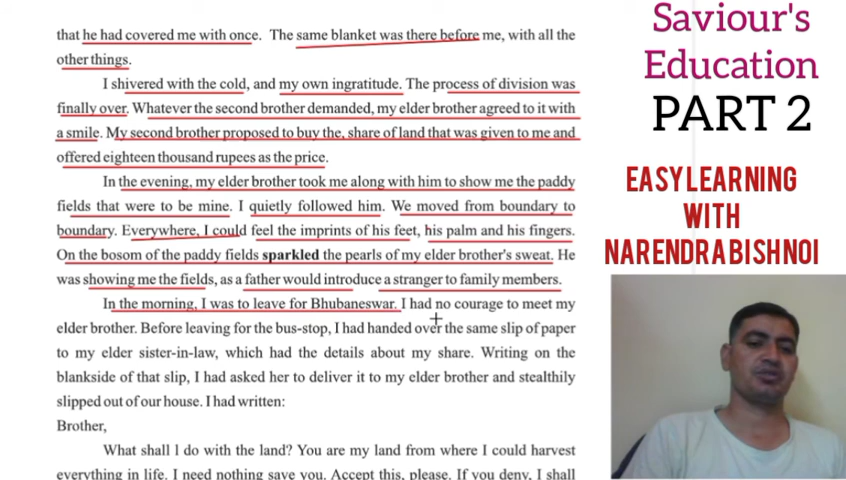 that he had covered me with once. The same blanket was there before me, with all the
other things.
I shivered with the cold, and my own ingratitude. The process of division was
finally over. Whatever the second brother demanded, my elder brother agreed to it with
a smile. My second brother proposed to buy the, share of land that was given to me and
offered eighteen thousand rupees as the price.
In the evening, my elder brother took me along with him to show me the paddy
fields that were to be mine. I quietly followed him. We moved from boundary to
boundary. Everywhere, I could feel the imprints of his feet, his palm and his fingers.
On the bosom of the paddy fields sparkled the pearls of my elder brother's sweat. He
was showing me the fields, as a father would introduce a stranger to family members.
In the morning, I was to leave for Bhubaneswar. I had no courage to meet my
elder brother. Before leaving for the bus-stop, I had handed over the same slip of paper
to my elder sister-in-law, which had the details about my share. Writing on the
blankside of that slip, I had asked her to deliver it to my elder brother and stealthily
slipped out of our house. I had written:
Brother,
What shall l do with the land? You are my land from where I could harvest
everything in life. I need nothing save you. Accept this, please. If you deny, I shall
Saviour's
Education
PART 2
EASY LEARNING
WITH
NARENDRA BISHNOI